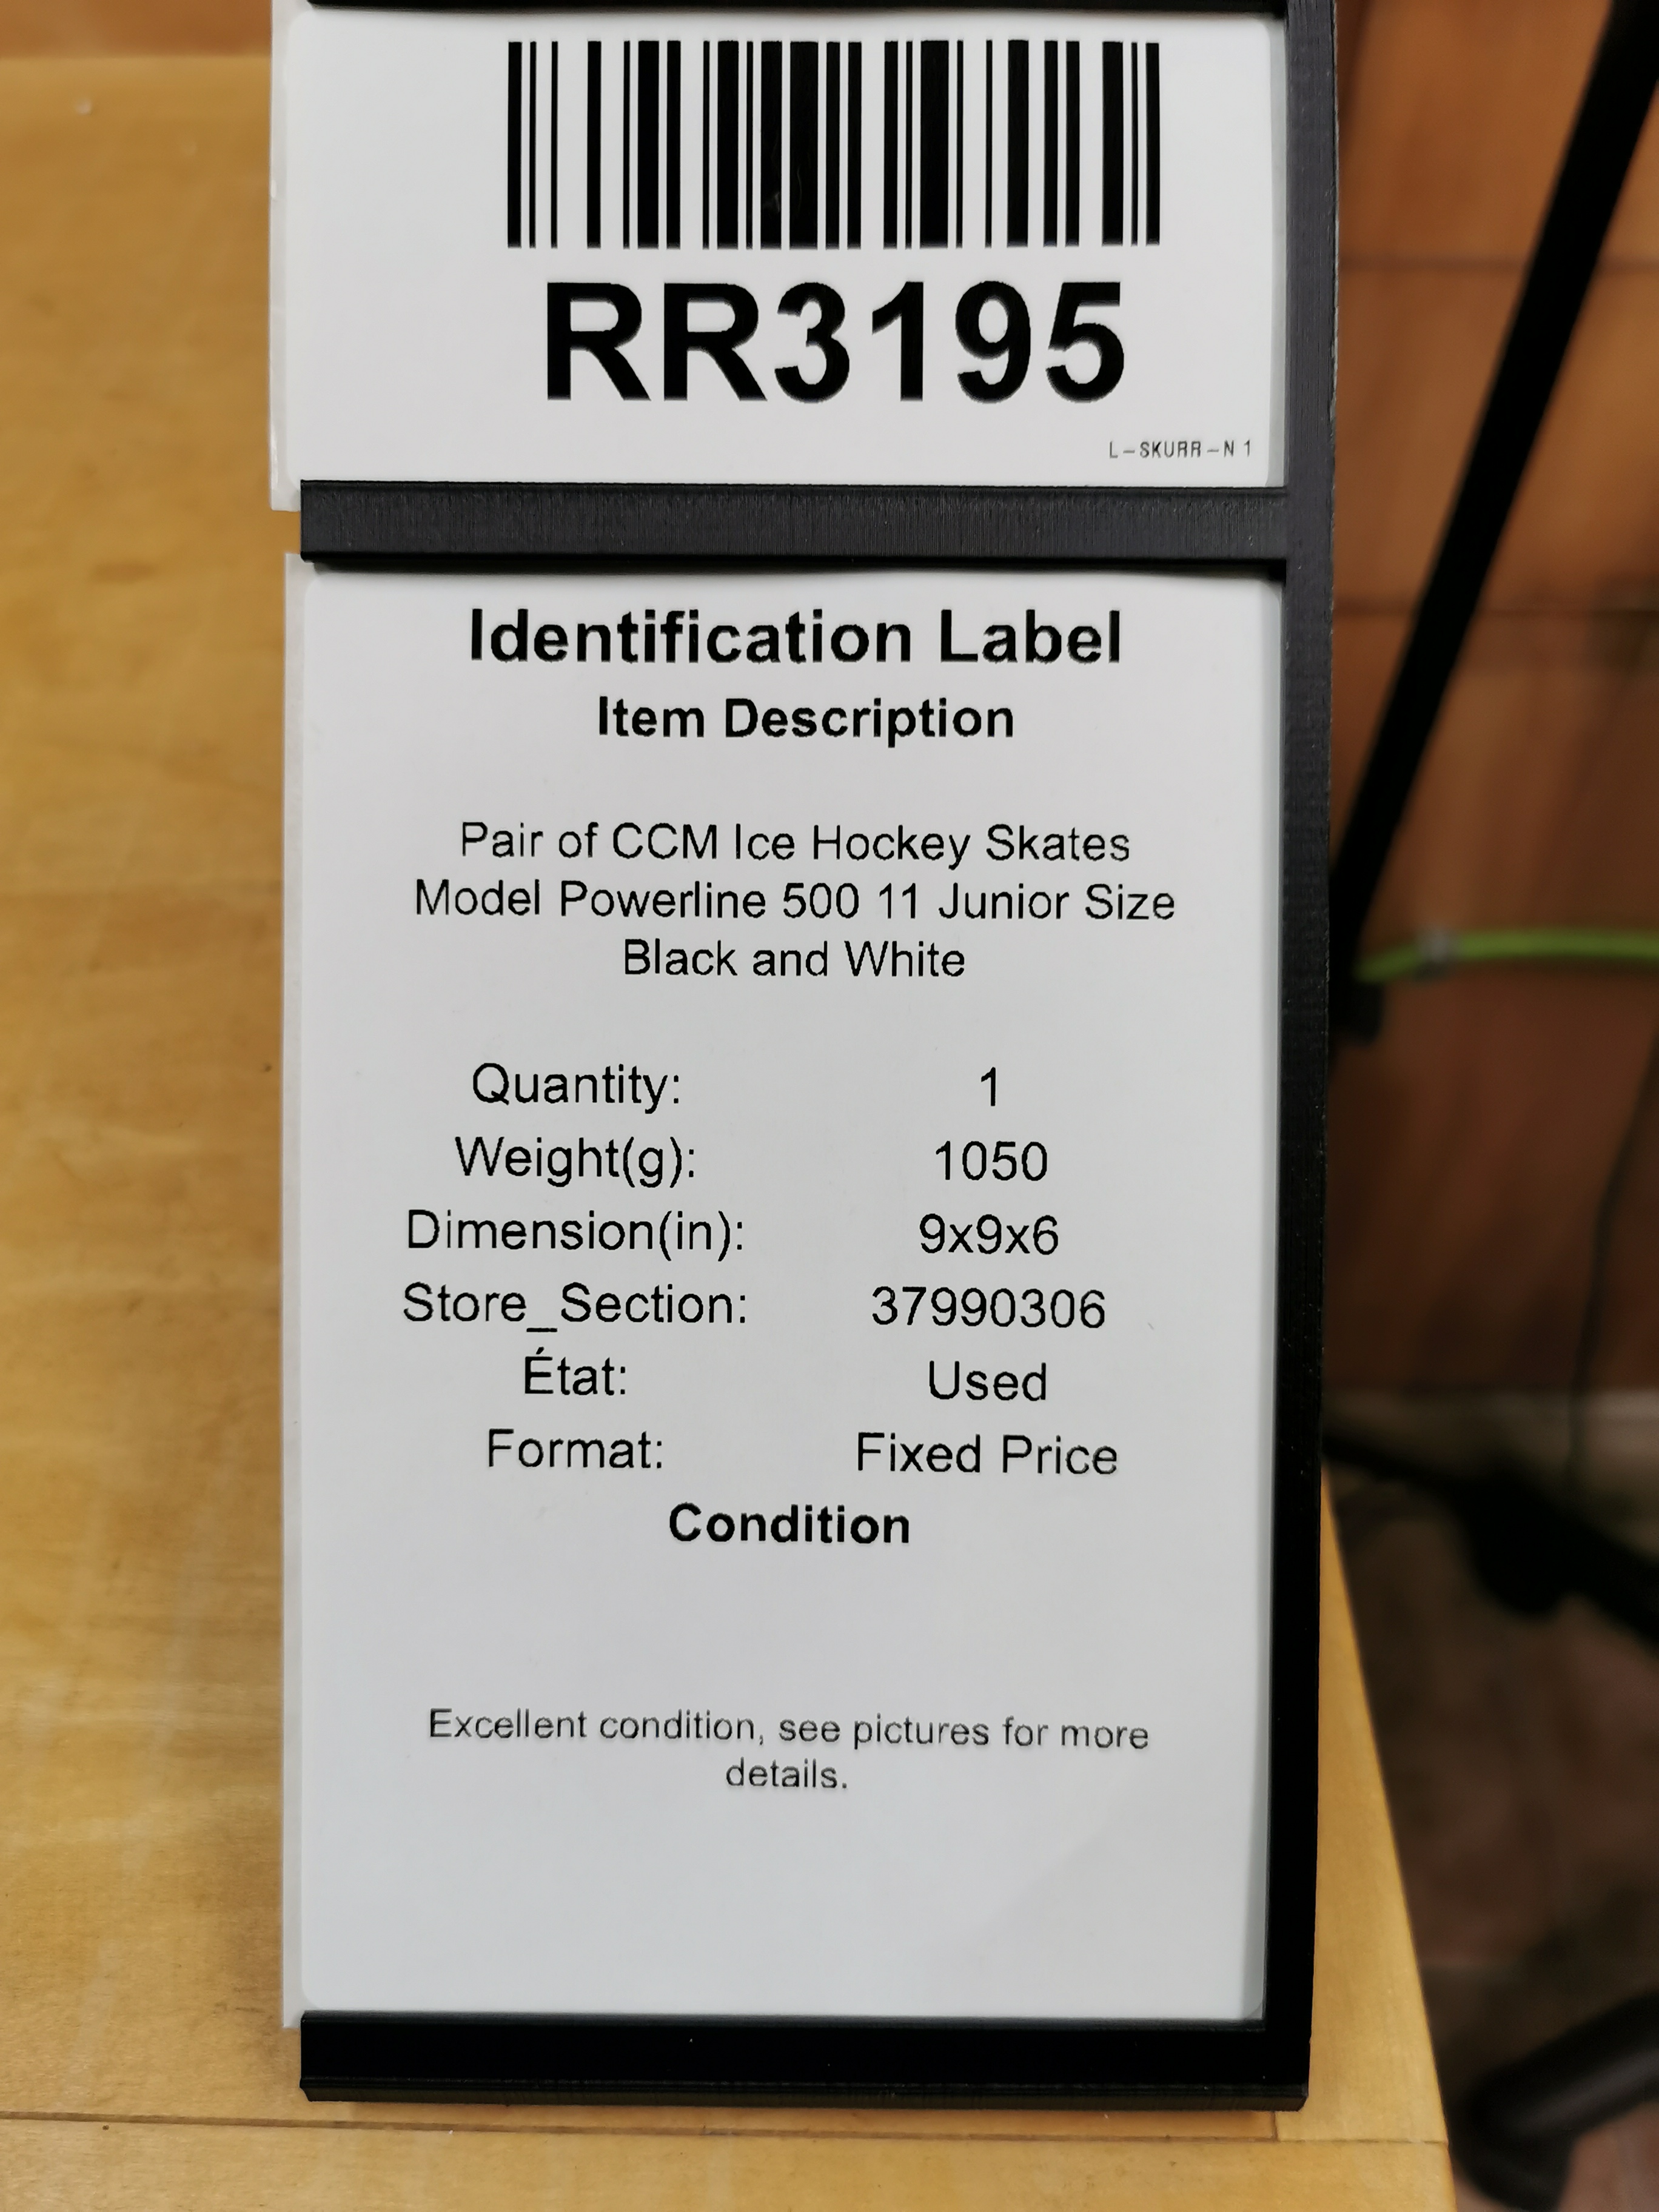 RR3195
L-SKURR-N 1
Identification Label
Item Description
Pair of CCM Ice Hockey Skates
Model Powerline 500 11 Junior Size
Black and White
Quantity: 1
Weight(g): 1050
Dimension(in): 9x9x6
Store_Section: 37990306
État: Used
Format: Fixed Price
Condition
Excellent condition, see pictures for more
details.